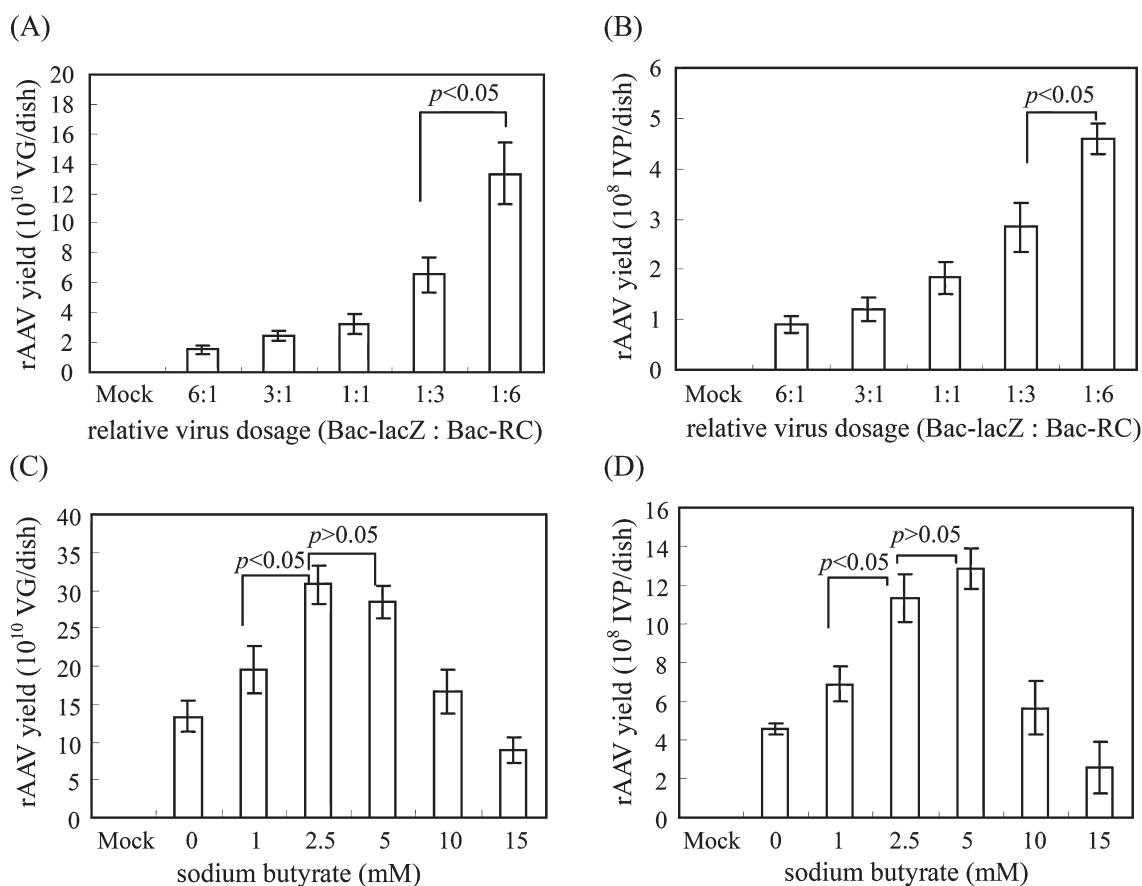 (A)
rAAV yield (10¹⁰ VG/dish)
20
18
16
14
12
10
8
6
4
2
0
p<0.05
Mock 6:1 3:1 1:1 1:3 1:6
relative virus dosage (Bac-lacZ : Bac-RC)
(B)
rAAV yield (10⁸ IVP/dish)
6
5
4
3
2
1
0
p<0.05
Mock 6:1 3:1 1:1 1:3 1:6
relative virus dosage (Bac-lacZ : Bac-RC)
(C)
rAAV yield (10¹⁰ VG/dish)
40
35
30
25
20
15
10
5
0
p>0.05
p<0.05
Mock 0 1 2.5 5 10 15
sodium butyrate (mM)
(D)
rAAV yield (10⁸ IVP/dish)
16
14
12
10
8
6
4
2
0
p>0.05
p<0.05
Mock 0 1 2.5 5 10 15
sodium butyrate (mM)